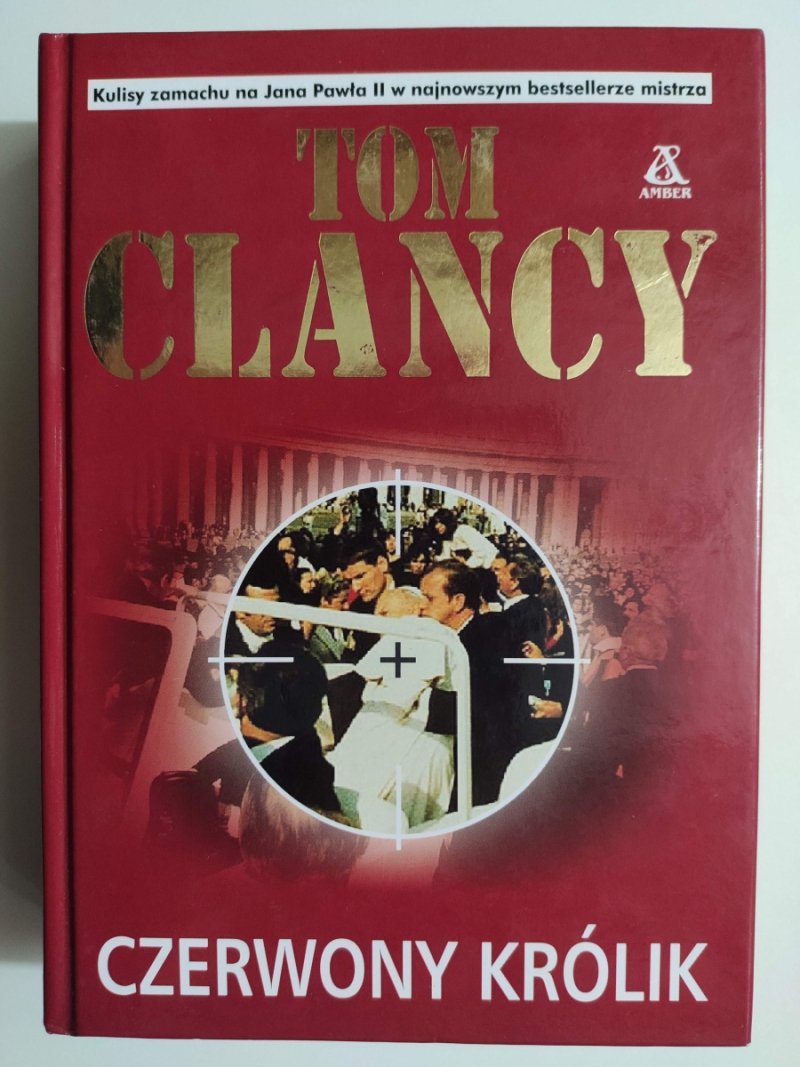 Kulisy zamachu na Jana Pawła II w najnowszym bestsellerze mistrza
TOM
AMBER
CLANCY
CZERWONY KRÓLIK